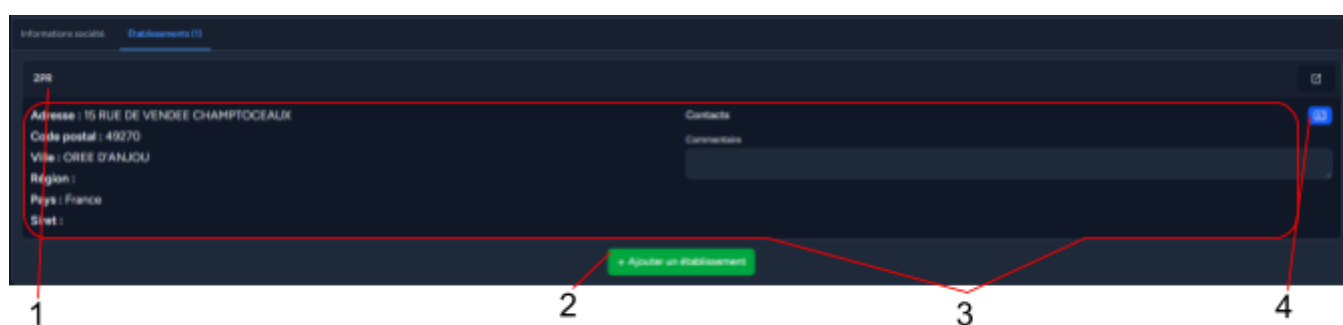 Informations société Établissements (1)
2PR
Adresse : 15 RUE DE VENDEE CHAMPTOCEAUX
Code postal : 49270
Ville : OREE D'ANJOU
Région :
Pays : France
Siret :
Contacts
Commentaire
+ Ajouter un établissement
1 2 3 4